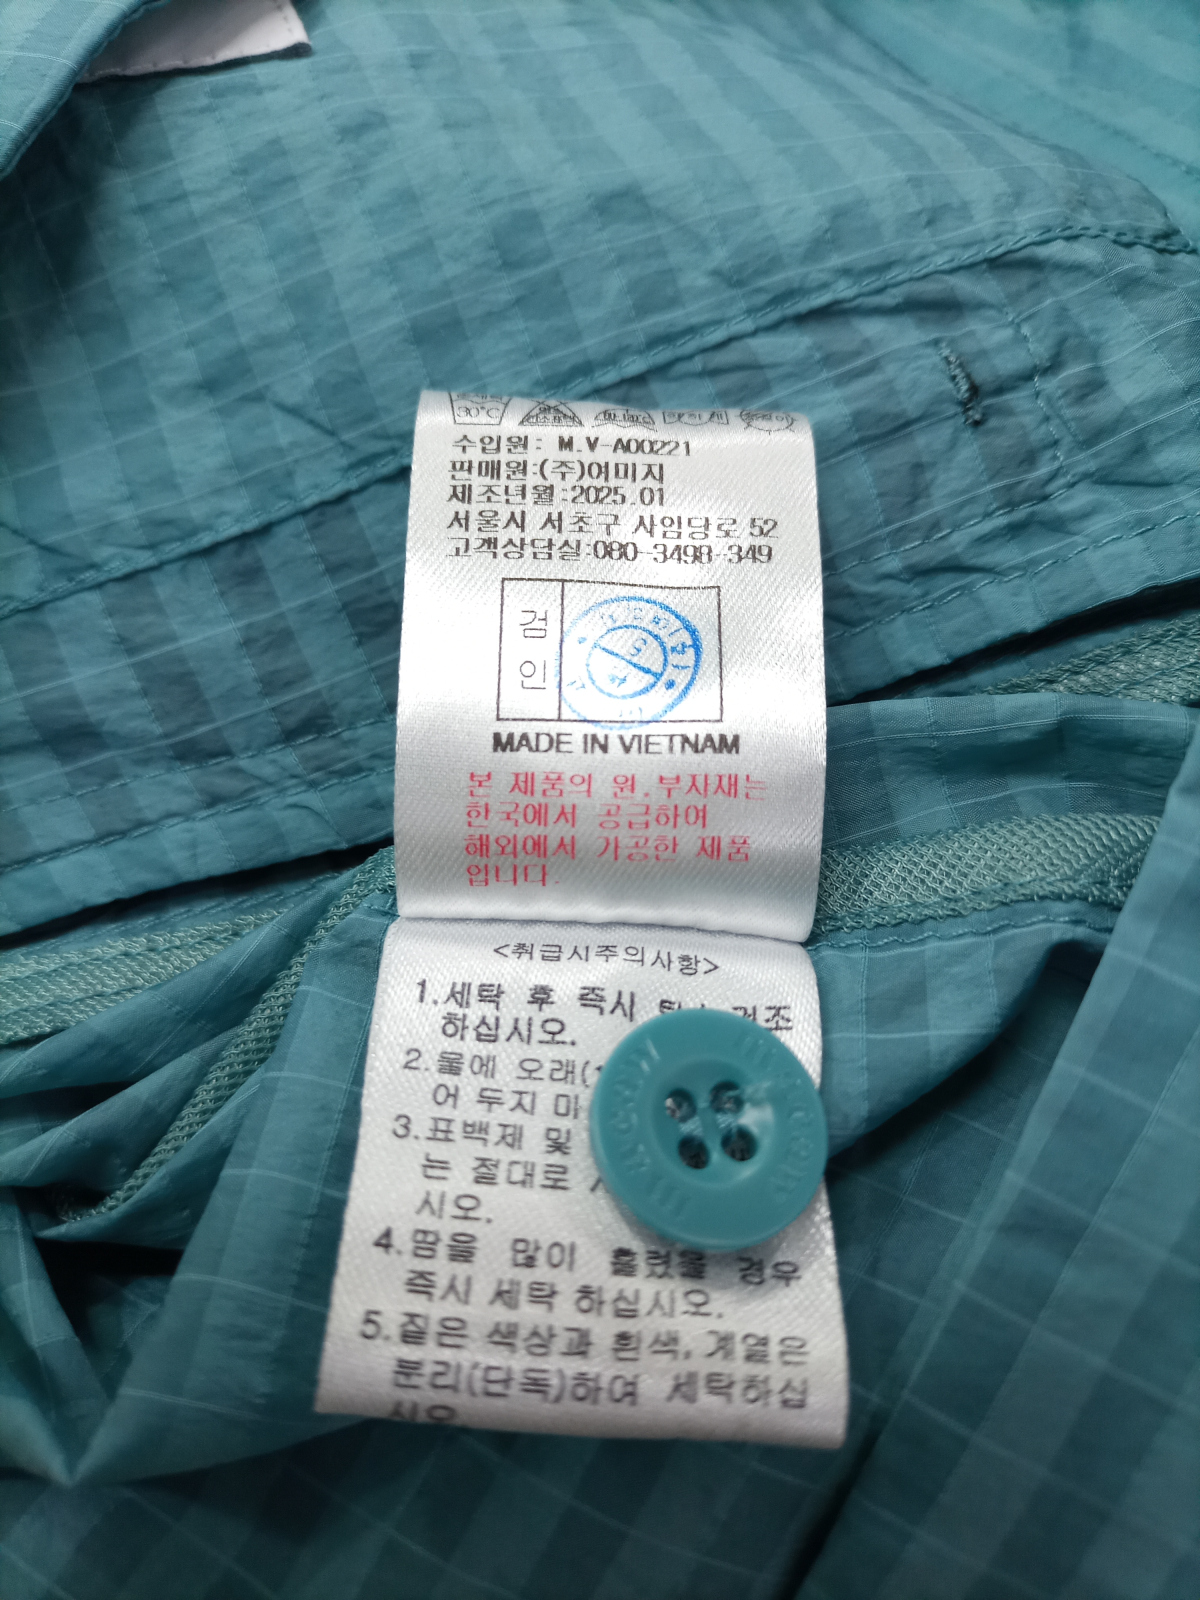 30°C
수입원: M.V-A00221
판매원:(주)여미지
제조년월:2025.01
서울시 서초구 사임당로 52
고객상담실:080-3498-349
검
인
MADE IN VIETNAM
본 제품의 원.부자재는
한국에서 공급하여
해외에서 가공한 제품
입니다.
<취급시주의사항>
1.세탁 후 즉시
하십시오.
2.물에 오래(
어 두지
3.표백제 및
는 절대로
시오.
4.땀을 많이 흘렸을 경우
즉시 세탁 하십시오.
5.짙은 색상과 흰색, 계열은
분리(단독)하여 세탁하십
시오